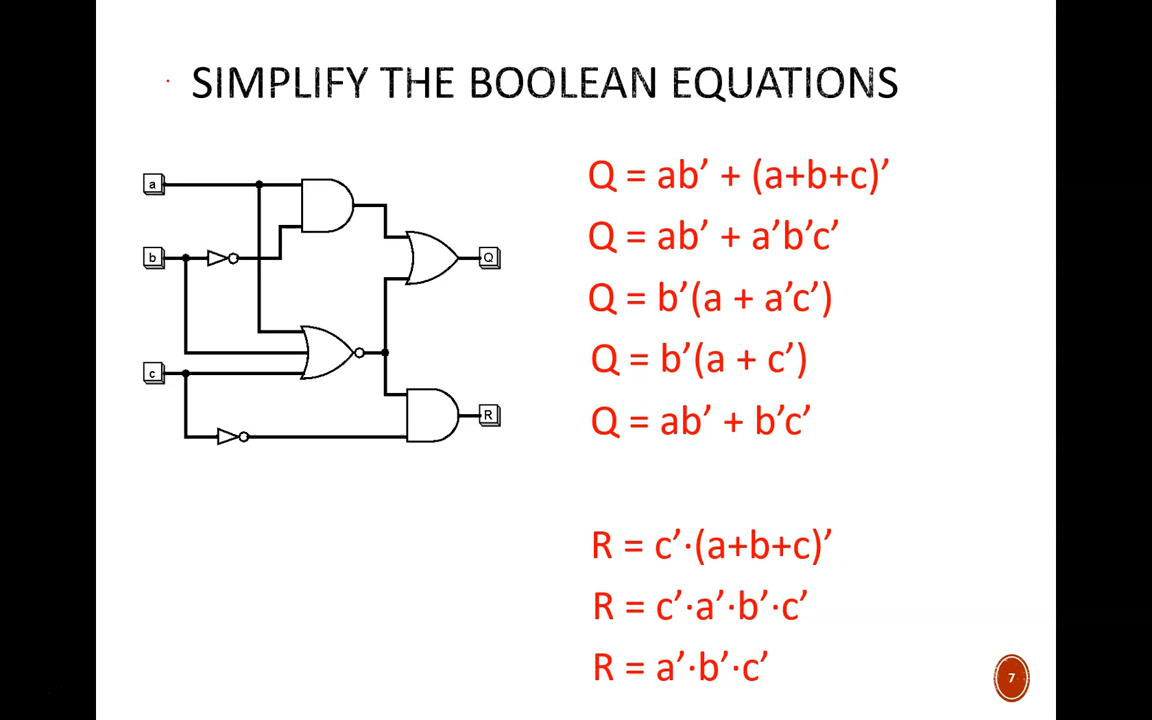 SIMPLIFY THE BOOLEAN EQUATIONS
a
b
c
Q
R
Q = ab’ + (a+b+c)’
Q = ab’ + a’b’c’
Q = b’(a + a’c’)
Q = b’(a + c’)
Q = ab’ + b’c’
R = c’·(a+b+c)’
R = c’·a’·b’·c’
R = a’·b’·c’
7